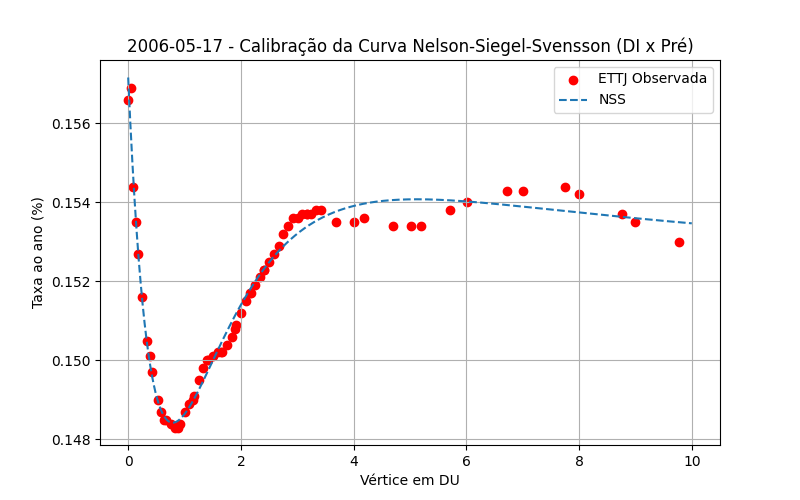 2006-05-17 - Calibração da Curva Nelson-Siegel-Svensson (DI x Pré)
ETTJ Observada
NSS
Taxa ao ano (%)
0.156
0.154
0.152
0.150
0.148
0 2 4 6 8 10
Vértice em DU